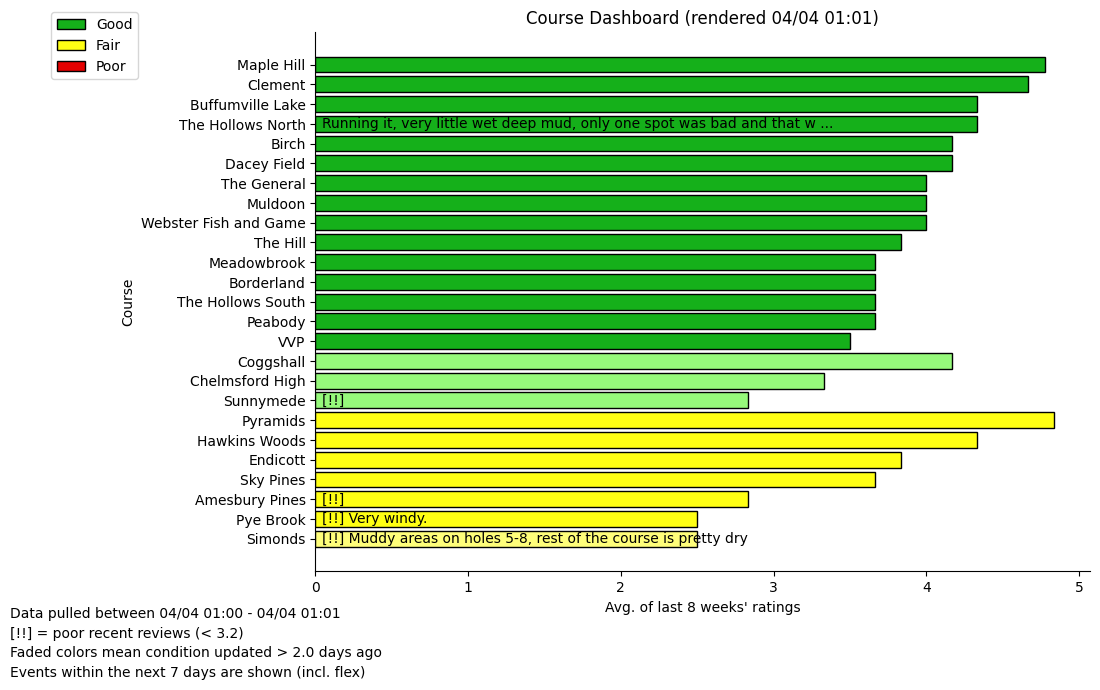 Course Dashboard (rendered 04/04 01:01)
Good
Fair
Poor
Course
Maple Hill
Clement
Buffumville Lake
The Hollows North
Running it, very little wet deep mud, only one spot was bad and that w ...
Birch
Dacey Field
The General
Muldoon
Webster Fish and Game
The Hill
Meadowbrook
Borderland
The Hollows South
Peabody
VVP
Coggshall
Chelmsford High
Sunnymede
[!!]
Pyramids
Hawkins Woods
Endicott
Sky Pines
Amesbury Pines
[!!]
Pye Brook
[!!] Very windy.
Simonds
[!!] Muddy areas on holes 5-8, rest of the course is pretty dry
0 1 2 3 4 5
Avg. of last 8 weeks' ratings
Data pulled between 04/04 01:00 - 04/04 01:01
[!!] = poor recent reviews (< 3.2)
Faded colors mean condition updated > 2.0 days ago
Events within the next 7 days are shown (incl. flex)